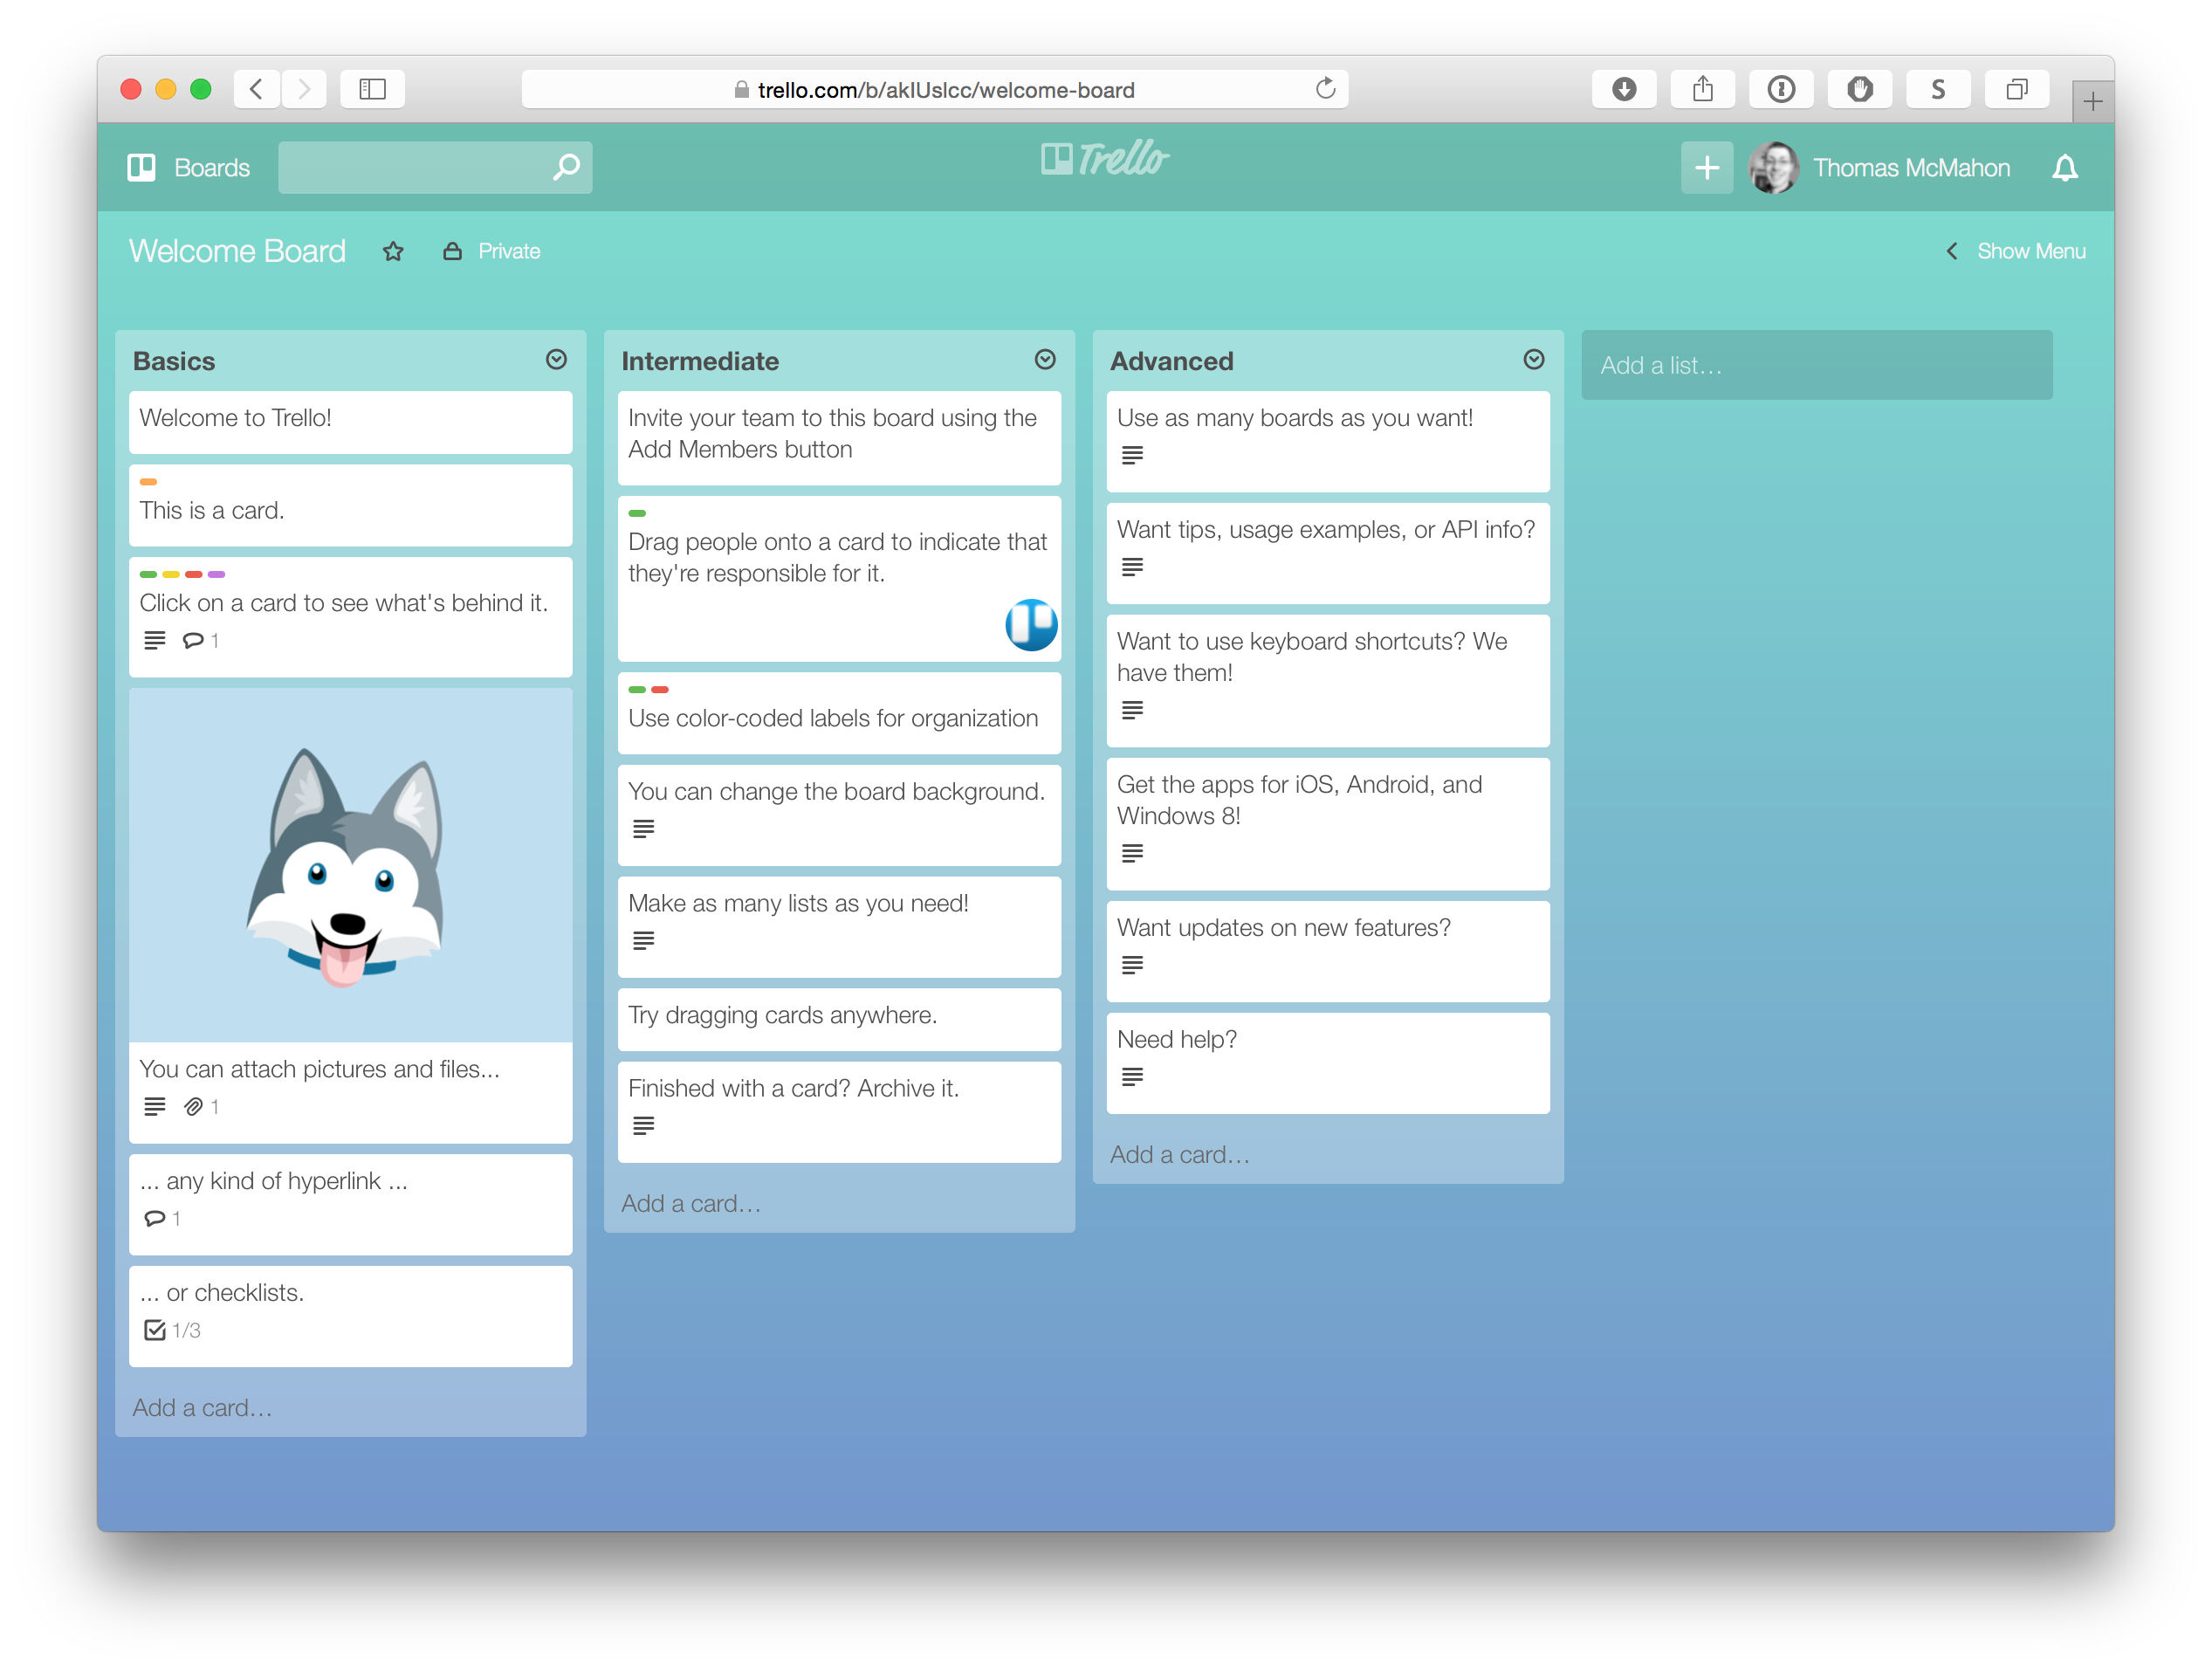 trello.com/b/akIUslcc/welcome-board
S
Boards
Trello
Thomas McMahon
Welcome Board
Private
Show Menu
Basics
Welcome to Trello!
This is a card.
Click on a card to see what's behind it.
1
You can attach pictures and files...
1
... any kind of hyperlink ...
1
... or checklists.
1/3
Add a card…
Intermediate
Invite your team to this board using the
Add Members button
Drag people onto a card to indicate that
they're responsible for it.
Use color-coded labels for organization
You can change the board background.
Make as many lists as you need!
Try dragging cards anywhere.
Finished with a card? Archive it.
Add a card…
Advanced
Use as many boards as you want!
Want tips, usage examples, or API info?
Want to use keyboard shortcuts? We
have them!
Get the apps for iOS, Android, and
Windows 8!
Want updates on new features?
Need help?
Add a card…
Add a list…